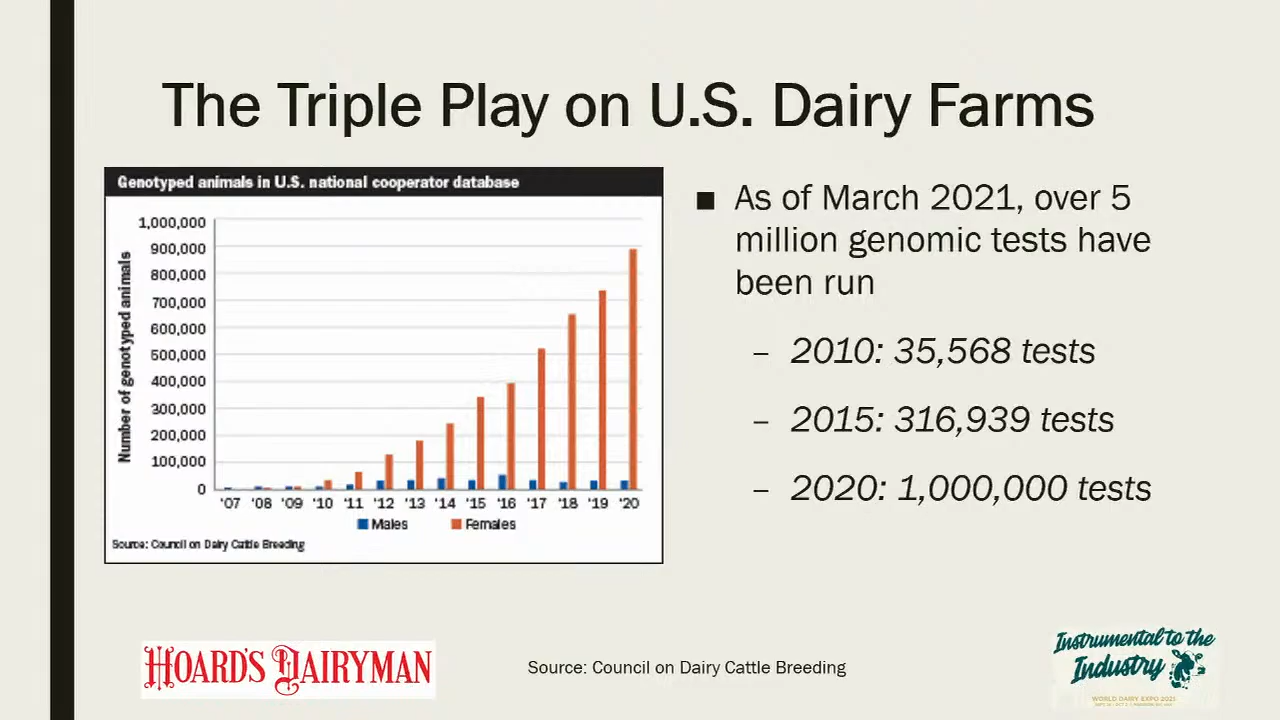 The Triple Play on U.S. Dairy Farms
Genotyped animals in U.S. national cooperator database
Number of genotyped animals
1,000,000
900,000
800,000
700,000
600,000
500,000
400,000
300,000
200,000
100,000
0
'07 '08 '09 '10 '11 '12 '13 '14 '15 '16 '17 '18 '19 '20
Males Females
Source: Council on Dairy Cattle Breeding
■ As of March 2021, over 5
million genomic tests have
been run
– 2010: 35,568 tests
– 2015: 316,939 tests
– 2020: 1,000,000 tests
HOARD'S DAIRYMAN
Source: Council on Dairy Cattle Breeding
Instrumental to the
Industry
WORLD DAIRY EXPO 2021